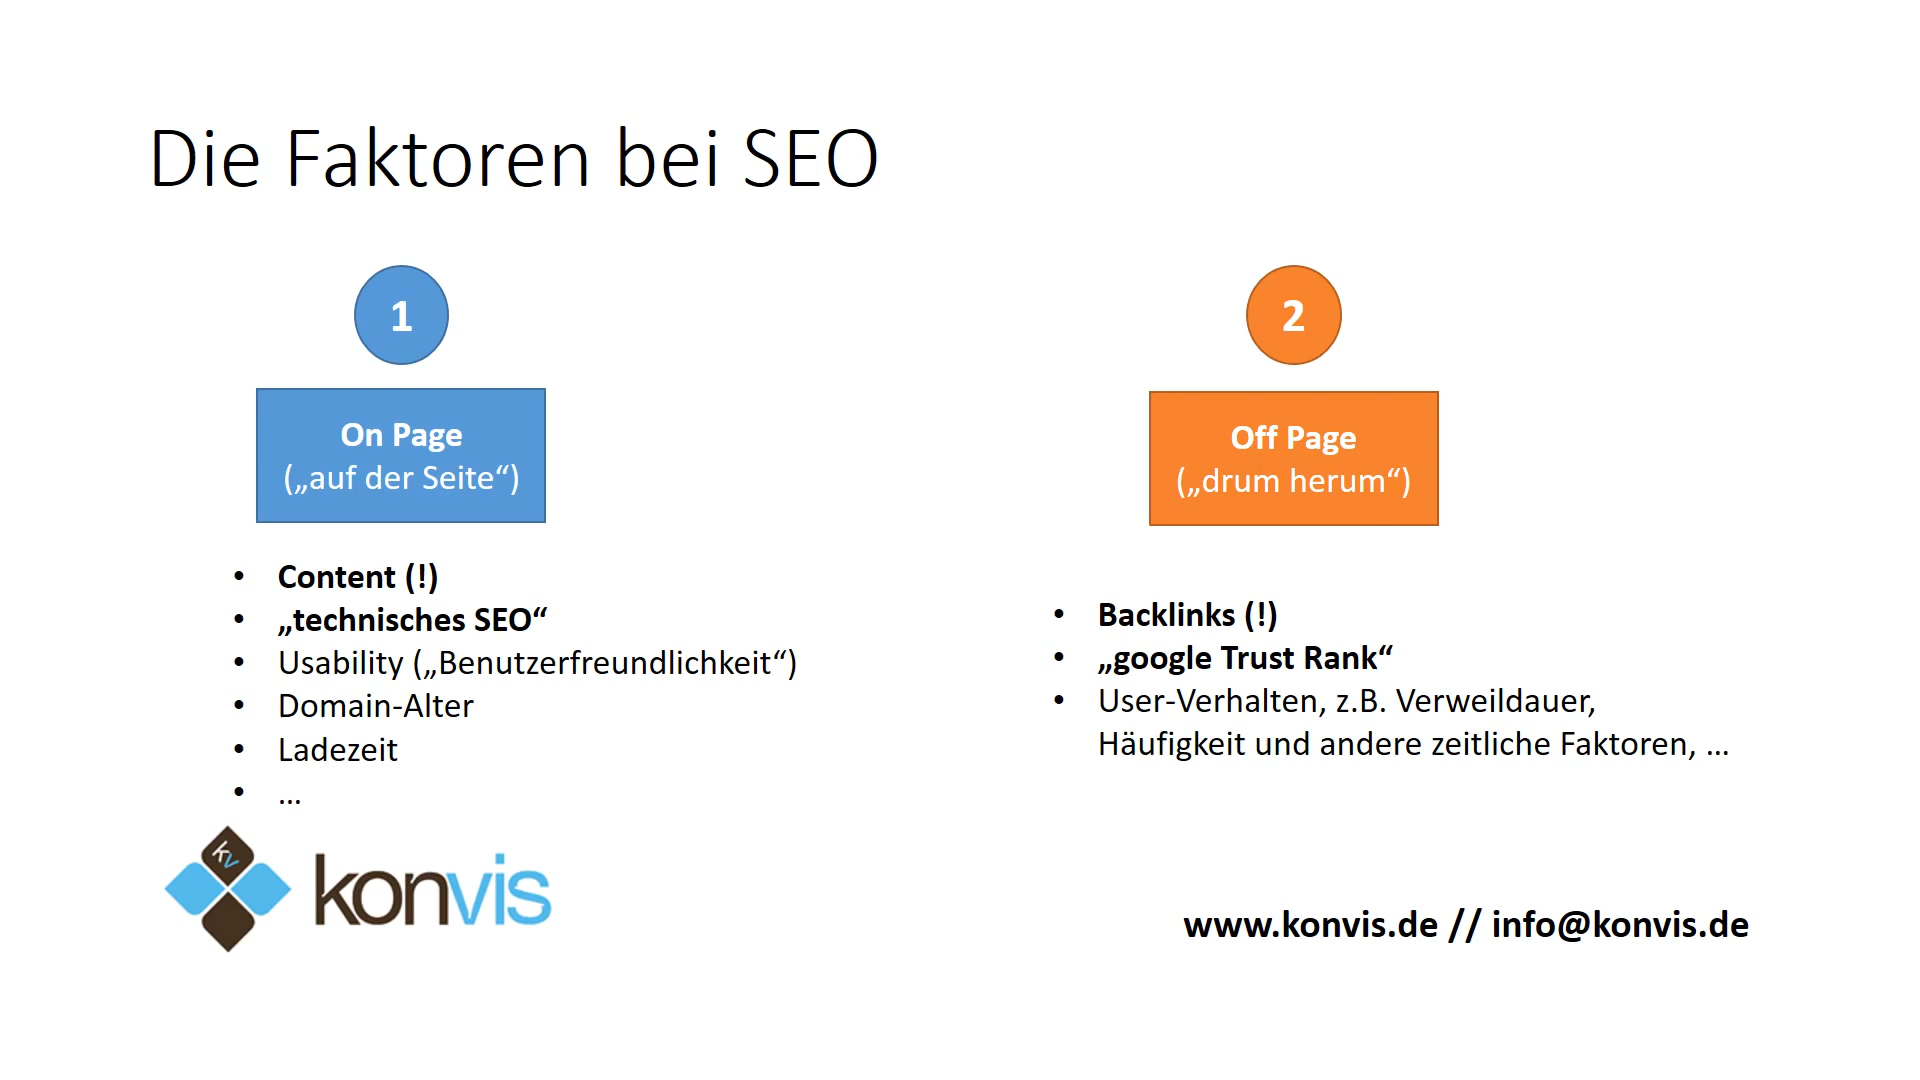 Die Faktoren bei SEO
1
On Page
(„auf der Seite“)
• Content (!)
• „technisches SEO“
• Usability („Benutzerfreundlichkeit“)
• Domain-Alter
• Ladezeit
• ...
2
Off Page
(„drum herum“)
• Backlinks (!)
• „google Trust Rank“
• User-Verhalten, z.B. Verweildauer,
Häufigkeit und andere zeitliche Faktoren, ...
kv
konvis
www.konvis.de // info@konvis.de